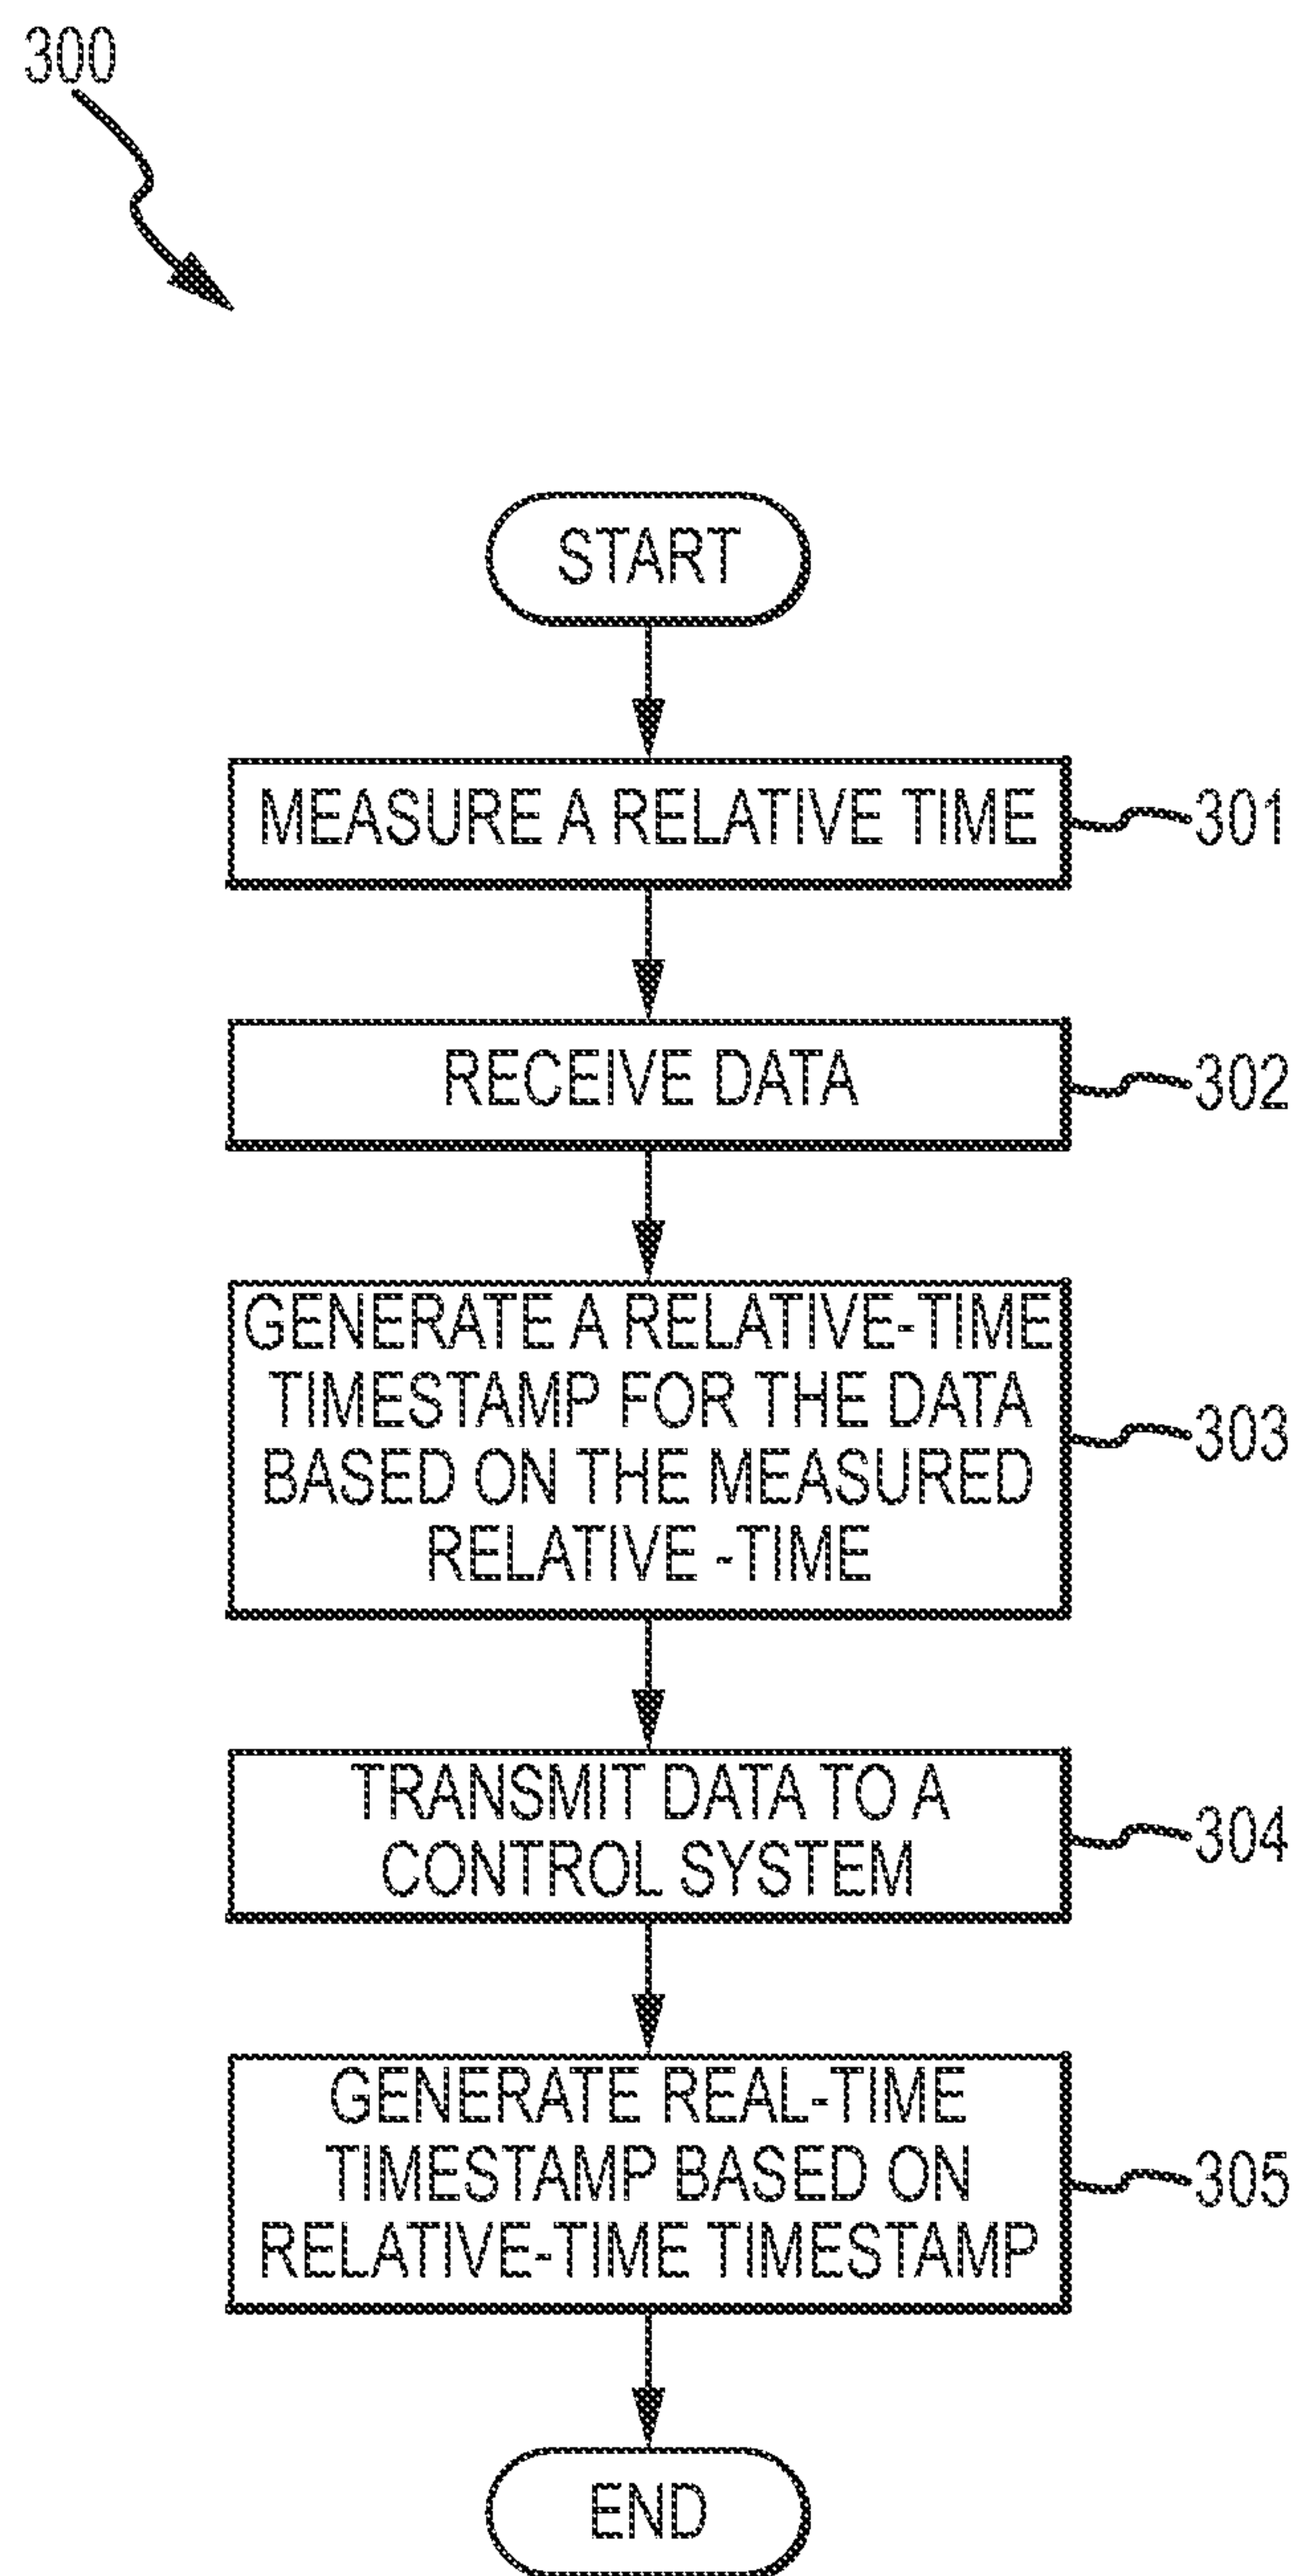 300
START
MEASURE A RELATIVE TIME
301
RECEIVE DATA
302
GENERATE A RELATIVE-TIME
TIMESTAMP FOR THE DATA
BASED ON THE MEASURED
RELATIVE -TIME
303
TRANSMIT DATA TO A
CONTROL SYSTEM
304
GENERATE REAL-TIME
TIMESTAMP BASED ON
RELATIVE-TIME TIMESTAMP
305
END